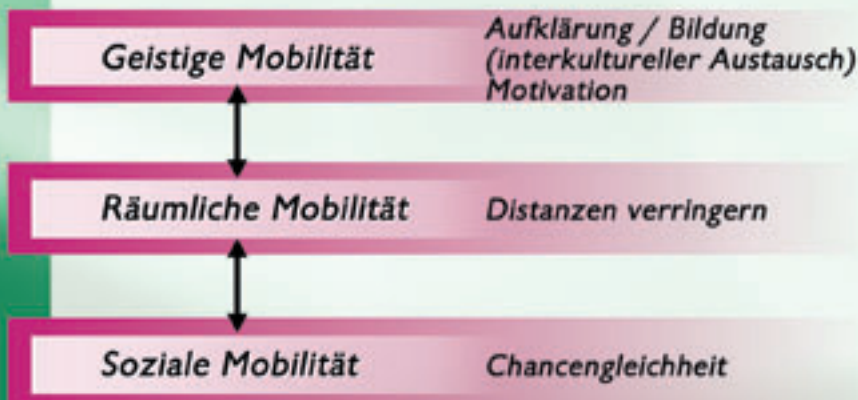 Geistige Mobilität
Aufklärung / Bildung
(interkultureller Austausch)
Motivation
Räumliche Mobilität
Distanzen verringern
Soziale Mobilität
Chancengleichheit